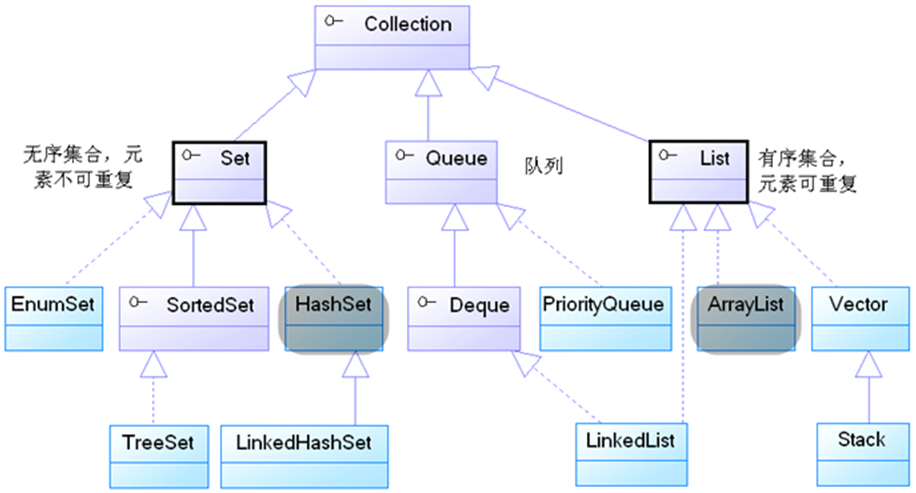 Collection
无序集合，元
素不可重复
Set
Queue
队列
List
有序集合，
元素可重复
EnumSet
SortedSet
HashSet
Deque
PriorityQueue
ArrayList
Vector
TreeSet
LinkedHashSet
LinkedList
Stack